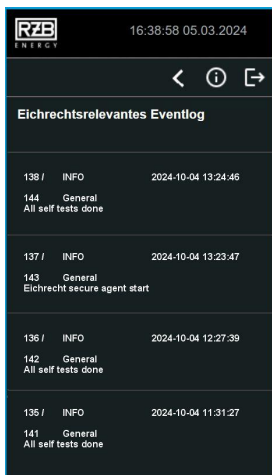 RZB
ENERGY
16:38:58 05.03.2024
Eichrechtsrelevantes Eventlog
138 / INFO 2024-10-04 13:24:46
144 General
All self tests done
137 / INFO 2024-10-04 13:23:47
143 General
Eichrecht secure agent start
136 / INFO 2024-10-04 12:27:39
142 General
All self tests done
135 / INFO 2024-10-04 11:31:27
141 General
All self tests done